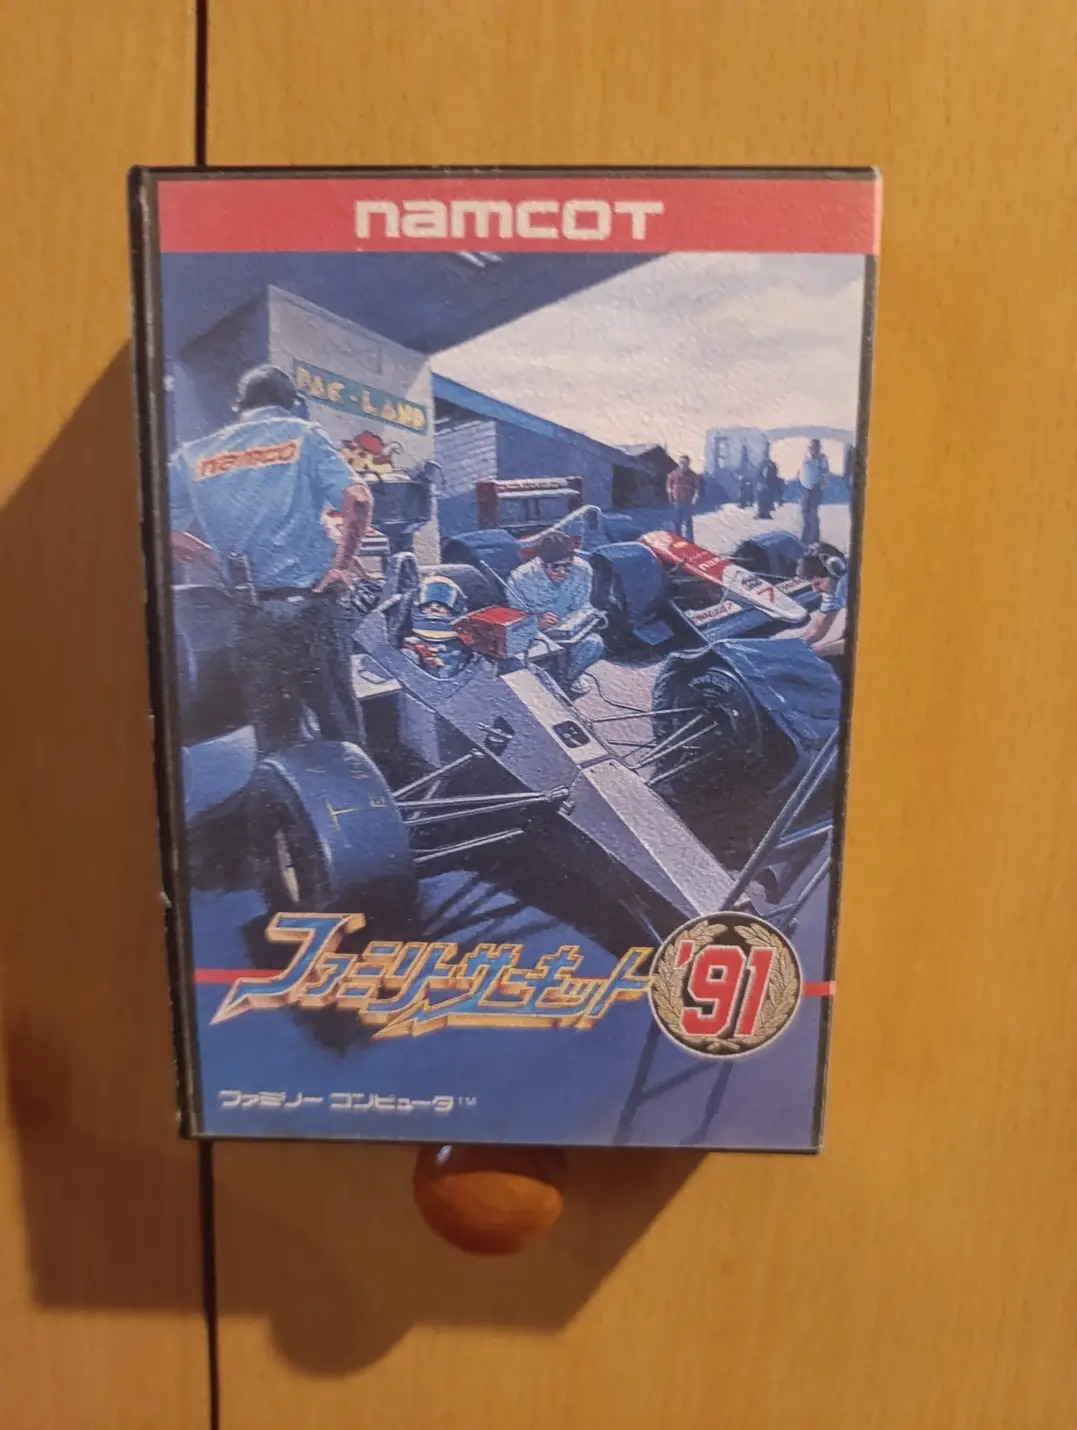 namcoT
PAC-LAND
namco
7
ファミリーサーキット '91
ファミリー コンピュータ™